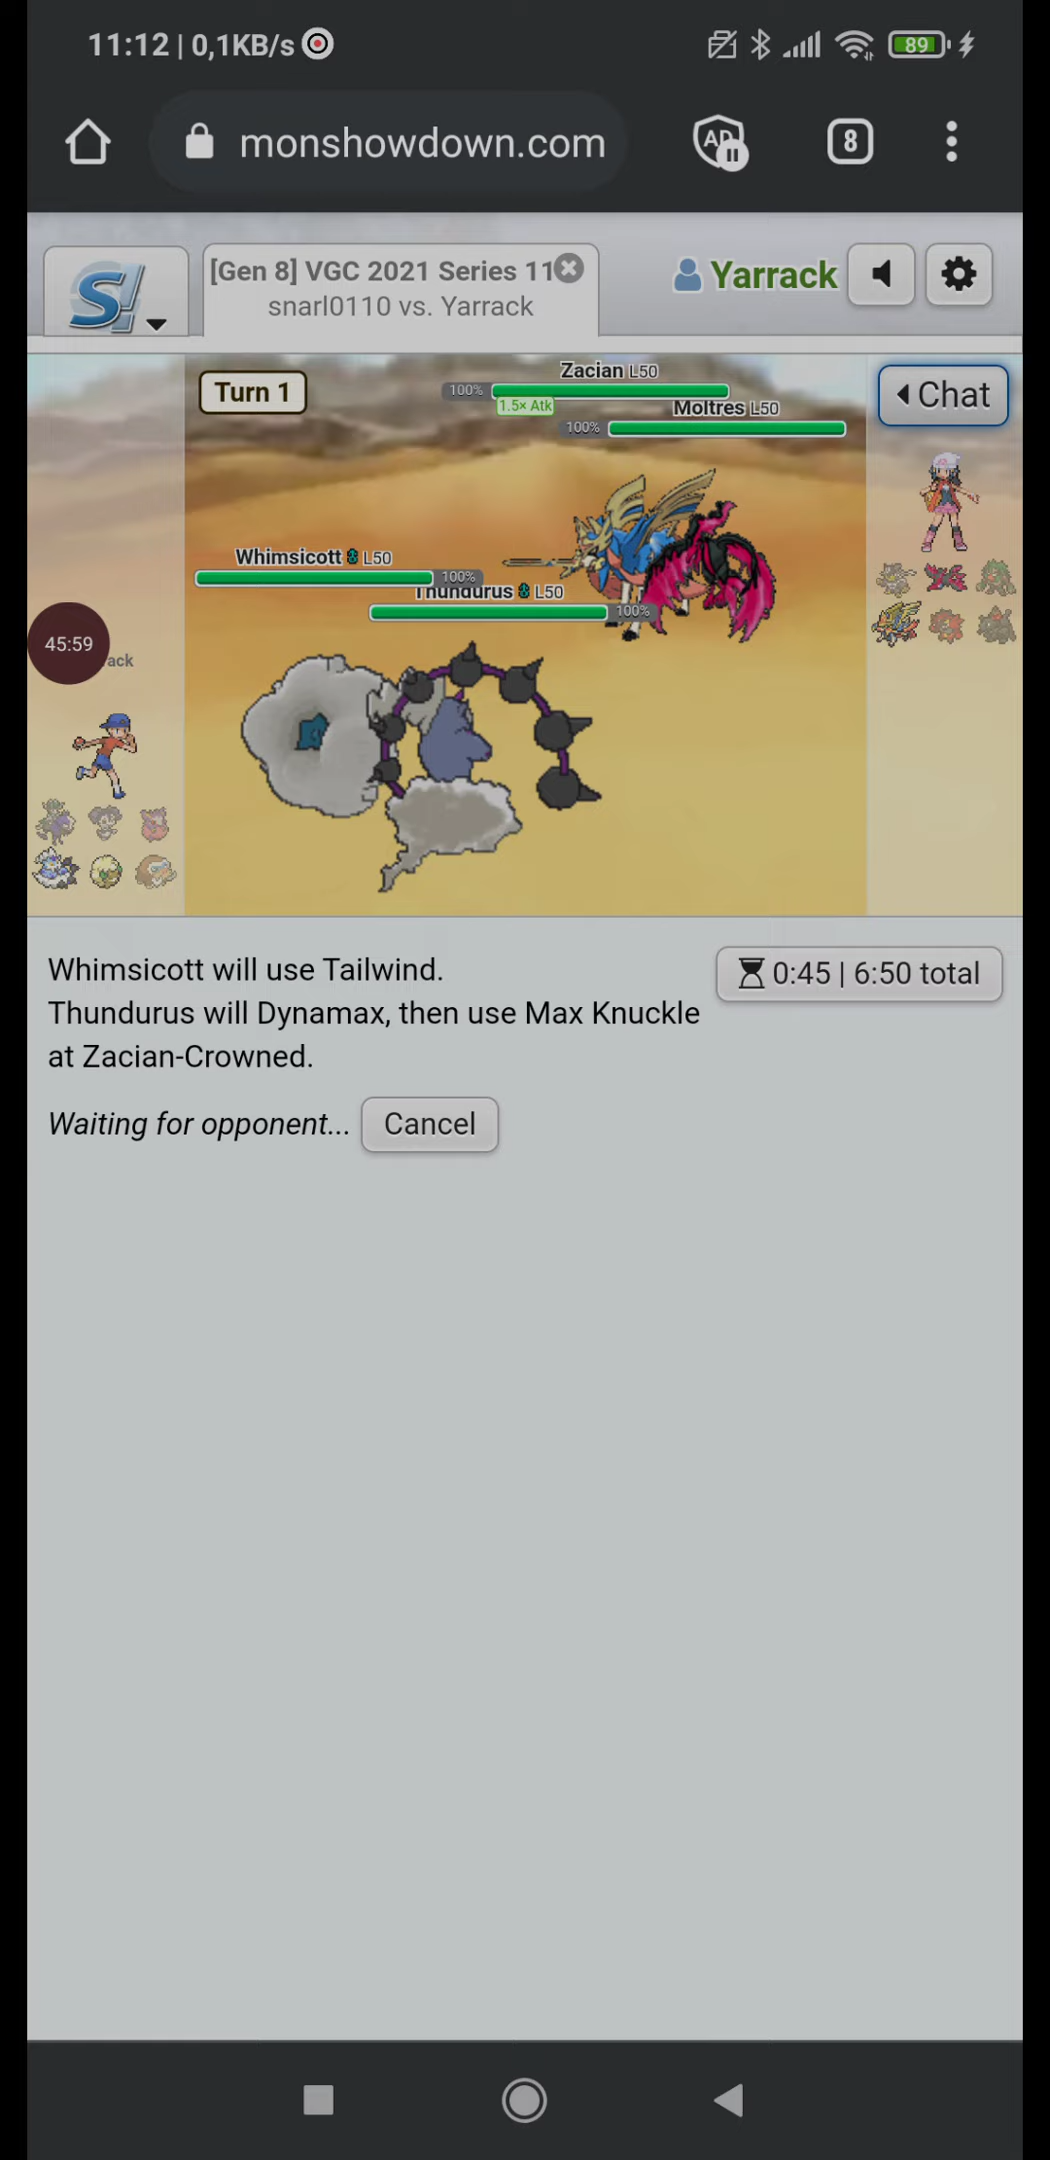 11:12 | 0,1KB/s
89
monshowdown.com
AD
8
[Gen 8] VGC 2021 Series 11
snarl0110 vs. Yarrack
Yarrack
Turn 1
Zacian L50
100%
1.5× Atk
Moltres L50
100%
Chat
Whimsicott L50
100%
Thundurus L50
100%
45:59
ack
Whimsicott will use Tailwind.
Thundurus will Dynamax, then use Max Knuckle
at Zacian-Crowned.
0:45 | 6:50 total
Waiting for opponent...
Cancel